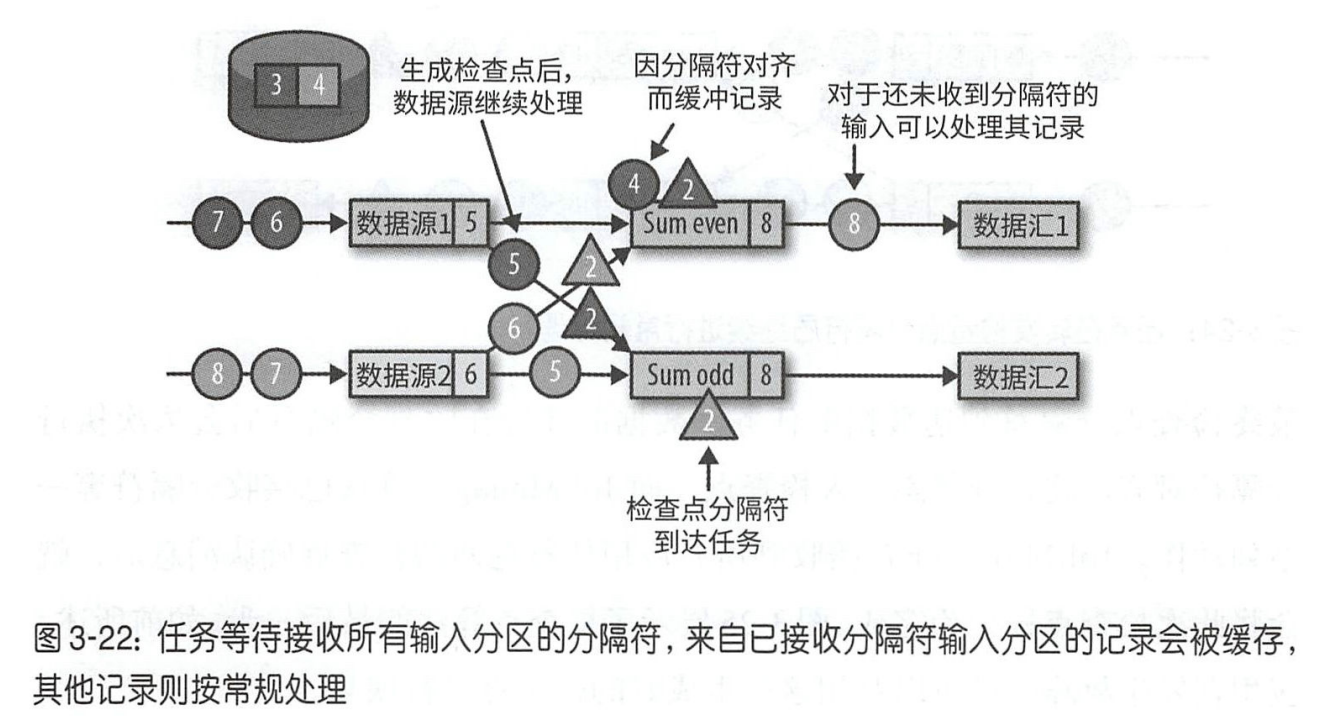 3 4
生成检查点后，
数据源继续处理
因分隔符对齐
而缓冲记录
对于还未收到分隔符的
输入可以处理其记录
4 2
7 6 数据源1 5 Sum even 8 8 数据汇1
5 2
6 2
8 7 数据源2 6 5 Sum odd 8 数据汇2
2
检查点分隔符
到达任务
图 3-22：任务等待接收所有输入分区的分隔符，来自已接收分隔符输入分区的记录会被缓存，
其他记录则按常规处理